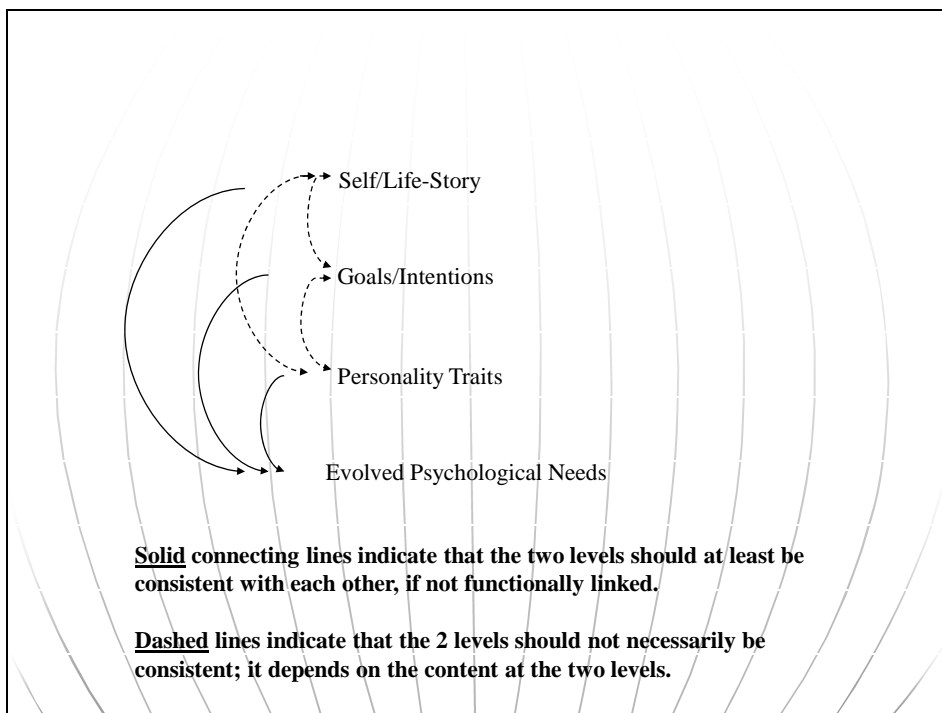 Self/Life-Story
Goals/Intentions
Personality Traits
Evolved Psychological Needs
Solid connecting lines indicate that the two levels should at least be
consistent with each other, if not functionally linked.
Dashed lines indicate that the 2 levels should not necessarily be
consistent; it depends on the content at the two levels.